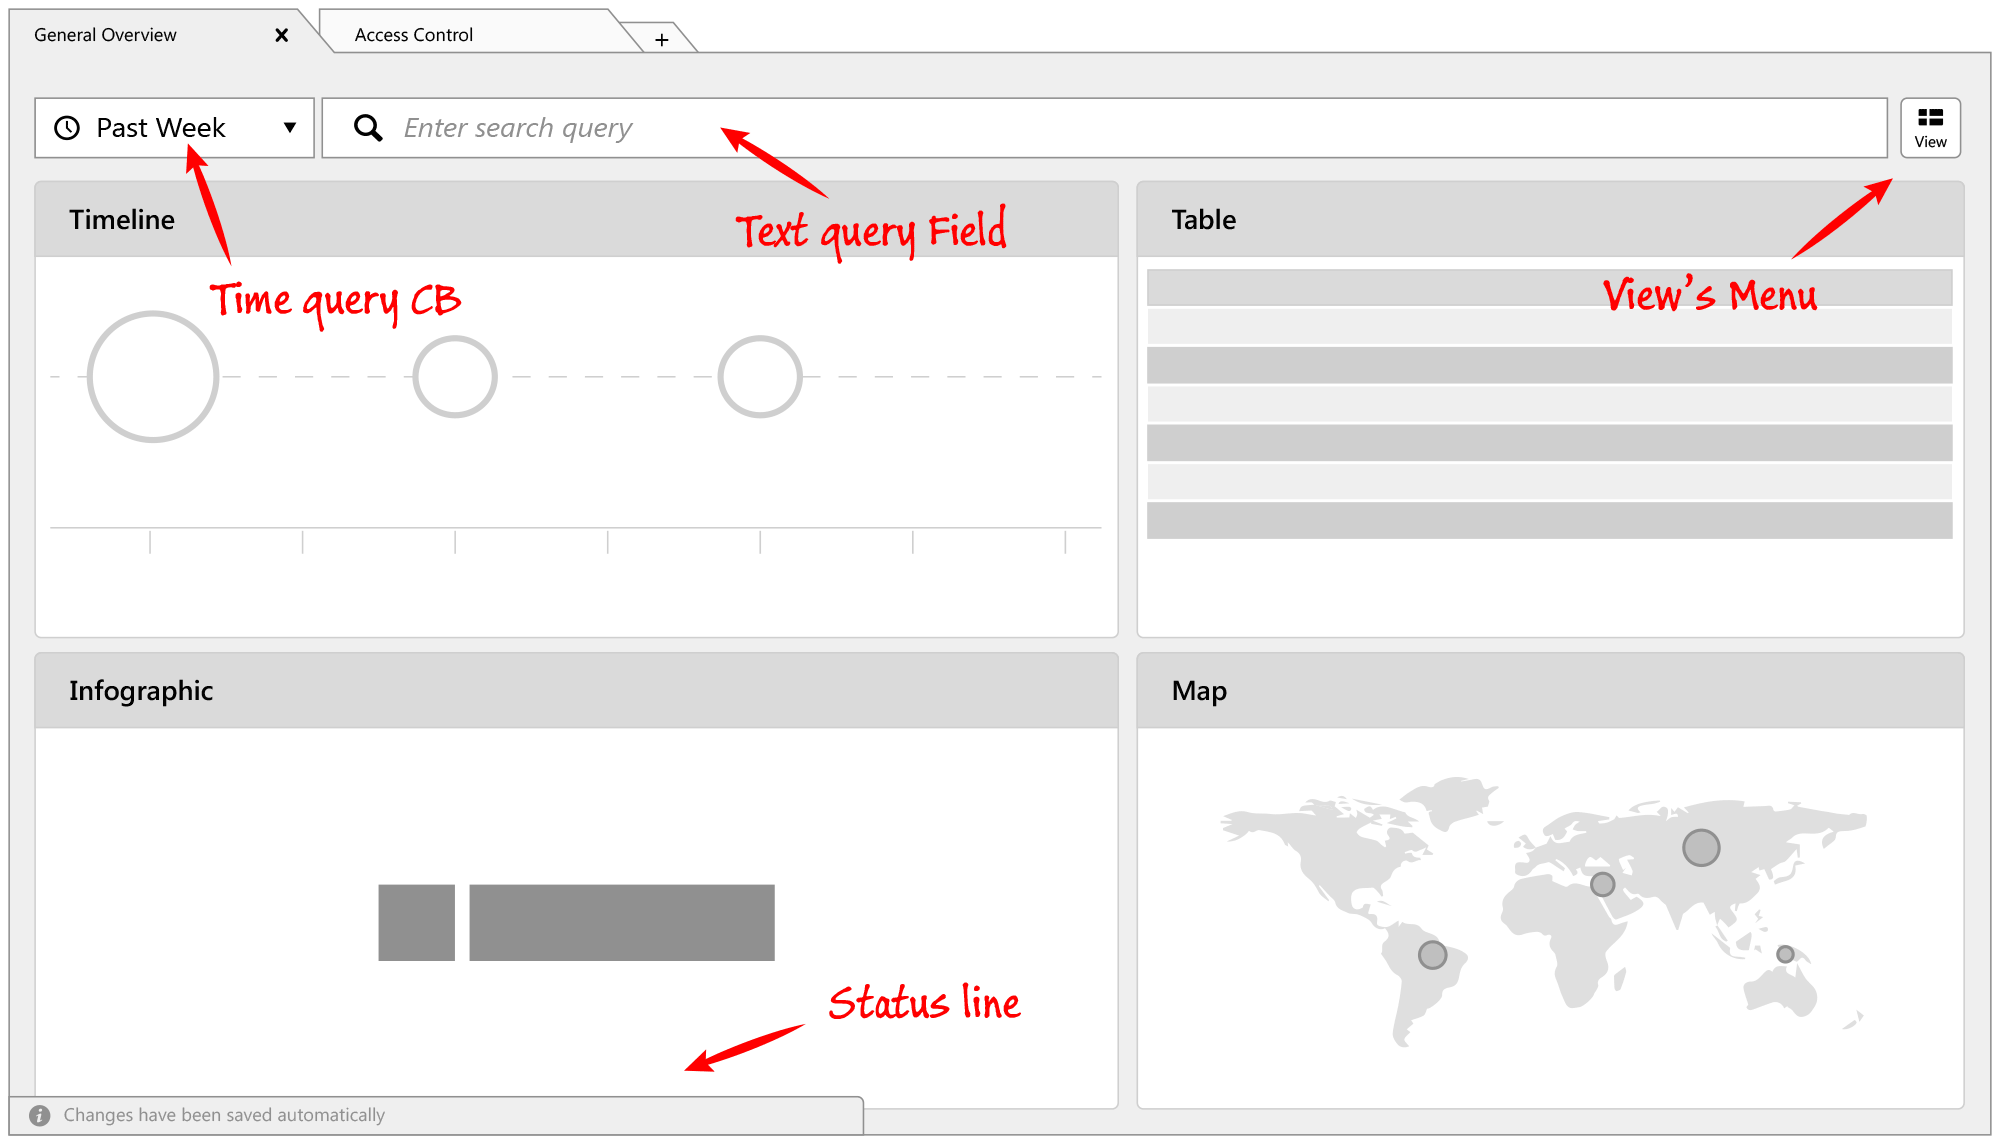 General Overview
Access Control
+
Past Week
Enter search query
View
Timeline
Table
Text query Field
Time query CB
View's Menu
Infographic
Map
Status line
Changes have been saved automatically